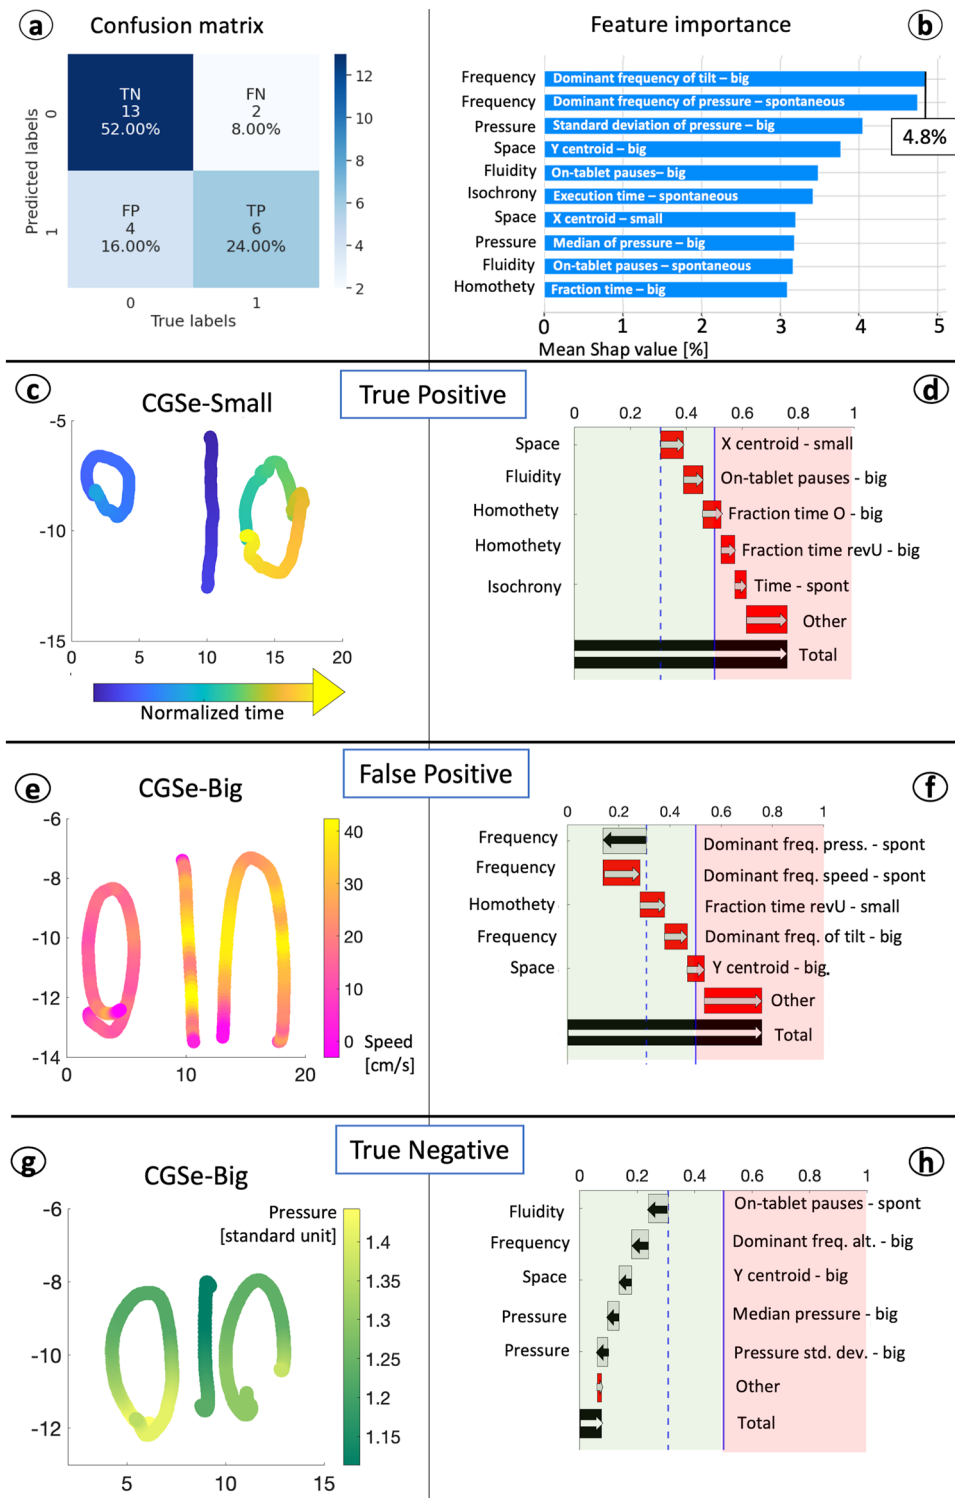 a
Confusion matrix
TN
13
52.00%
FN
2
8.00%
FP
4
16.00%
TP
6
24.00%
Predicted labels
0
1
0
1
True labels
12
10
8
6
4
2
b
Feature importance
Frequency
Dominant frequency of tilt – big
Frequency
Dominant frequency of pressure – spontaneous
Pressure
Standard deviation of pressure – big
4.8%
Space
Y centroid – big
Fluidity
On-tablet pauses– big
Isochrony
Execution time – spontaneous
Space
X centroid – small
Pressure
Median of pressure – big
Fluidity
On-tablet pauses – spontaneous
Homothety
Fraction time – big
0 1 2 3 4 5
Mean Shap value [%]
True Positive
c
CGSe-Small
-5
-10
-15
0 5 10 15 20
Normalized time
d
0 0.2 0.4 0.6 0.8 1
Space
X centroid - small
Fluidity
On-tablet pauses - big
Homothety
Fraction time O - big
Homothety
Fraction time revU - big
Isochrony
Time - spont
Other
Total
False Positive
e
CGSe-Big
-6
-8
-10
-12
-14
0 10 20
40
30
20
10
0
Speed
[cm/s]
f
0 0.2 0.4 0.6 0.8 1
Frequency
Dominant freq. press. - spont
Frequency
Dominant freq. speed - spont
Homothety
Fraction time revU - small
Frequency
Dominant freq. of tilt - big
Space
Y centroid - big.
Other
Total
True Negative
g
CGSe-Big
Pressure
[standard unit]
-6
-8
-10
-12
5 10 15
1.4
1.35
1.3
1.25
1.2
1.15
h
0 0.2 0.4 0.6 0.8 1
Fluidity
On-tablet pauses - spont
Frequency
Dominant freq. alt. - big
Space
Y centroid - big
Pressure
Median pressure - big
Pressure
Pressure std. dev. - big
Other
Total